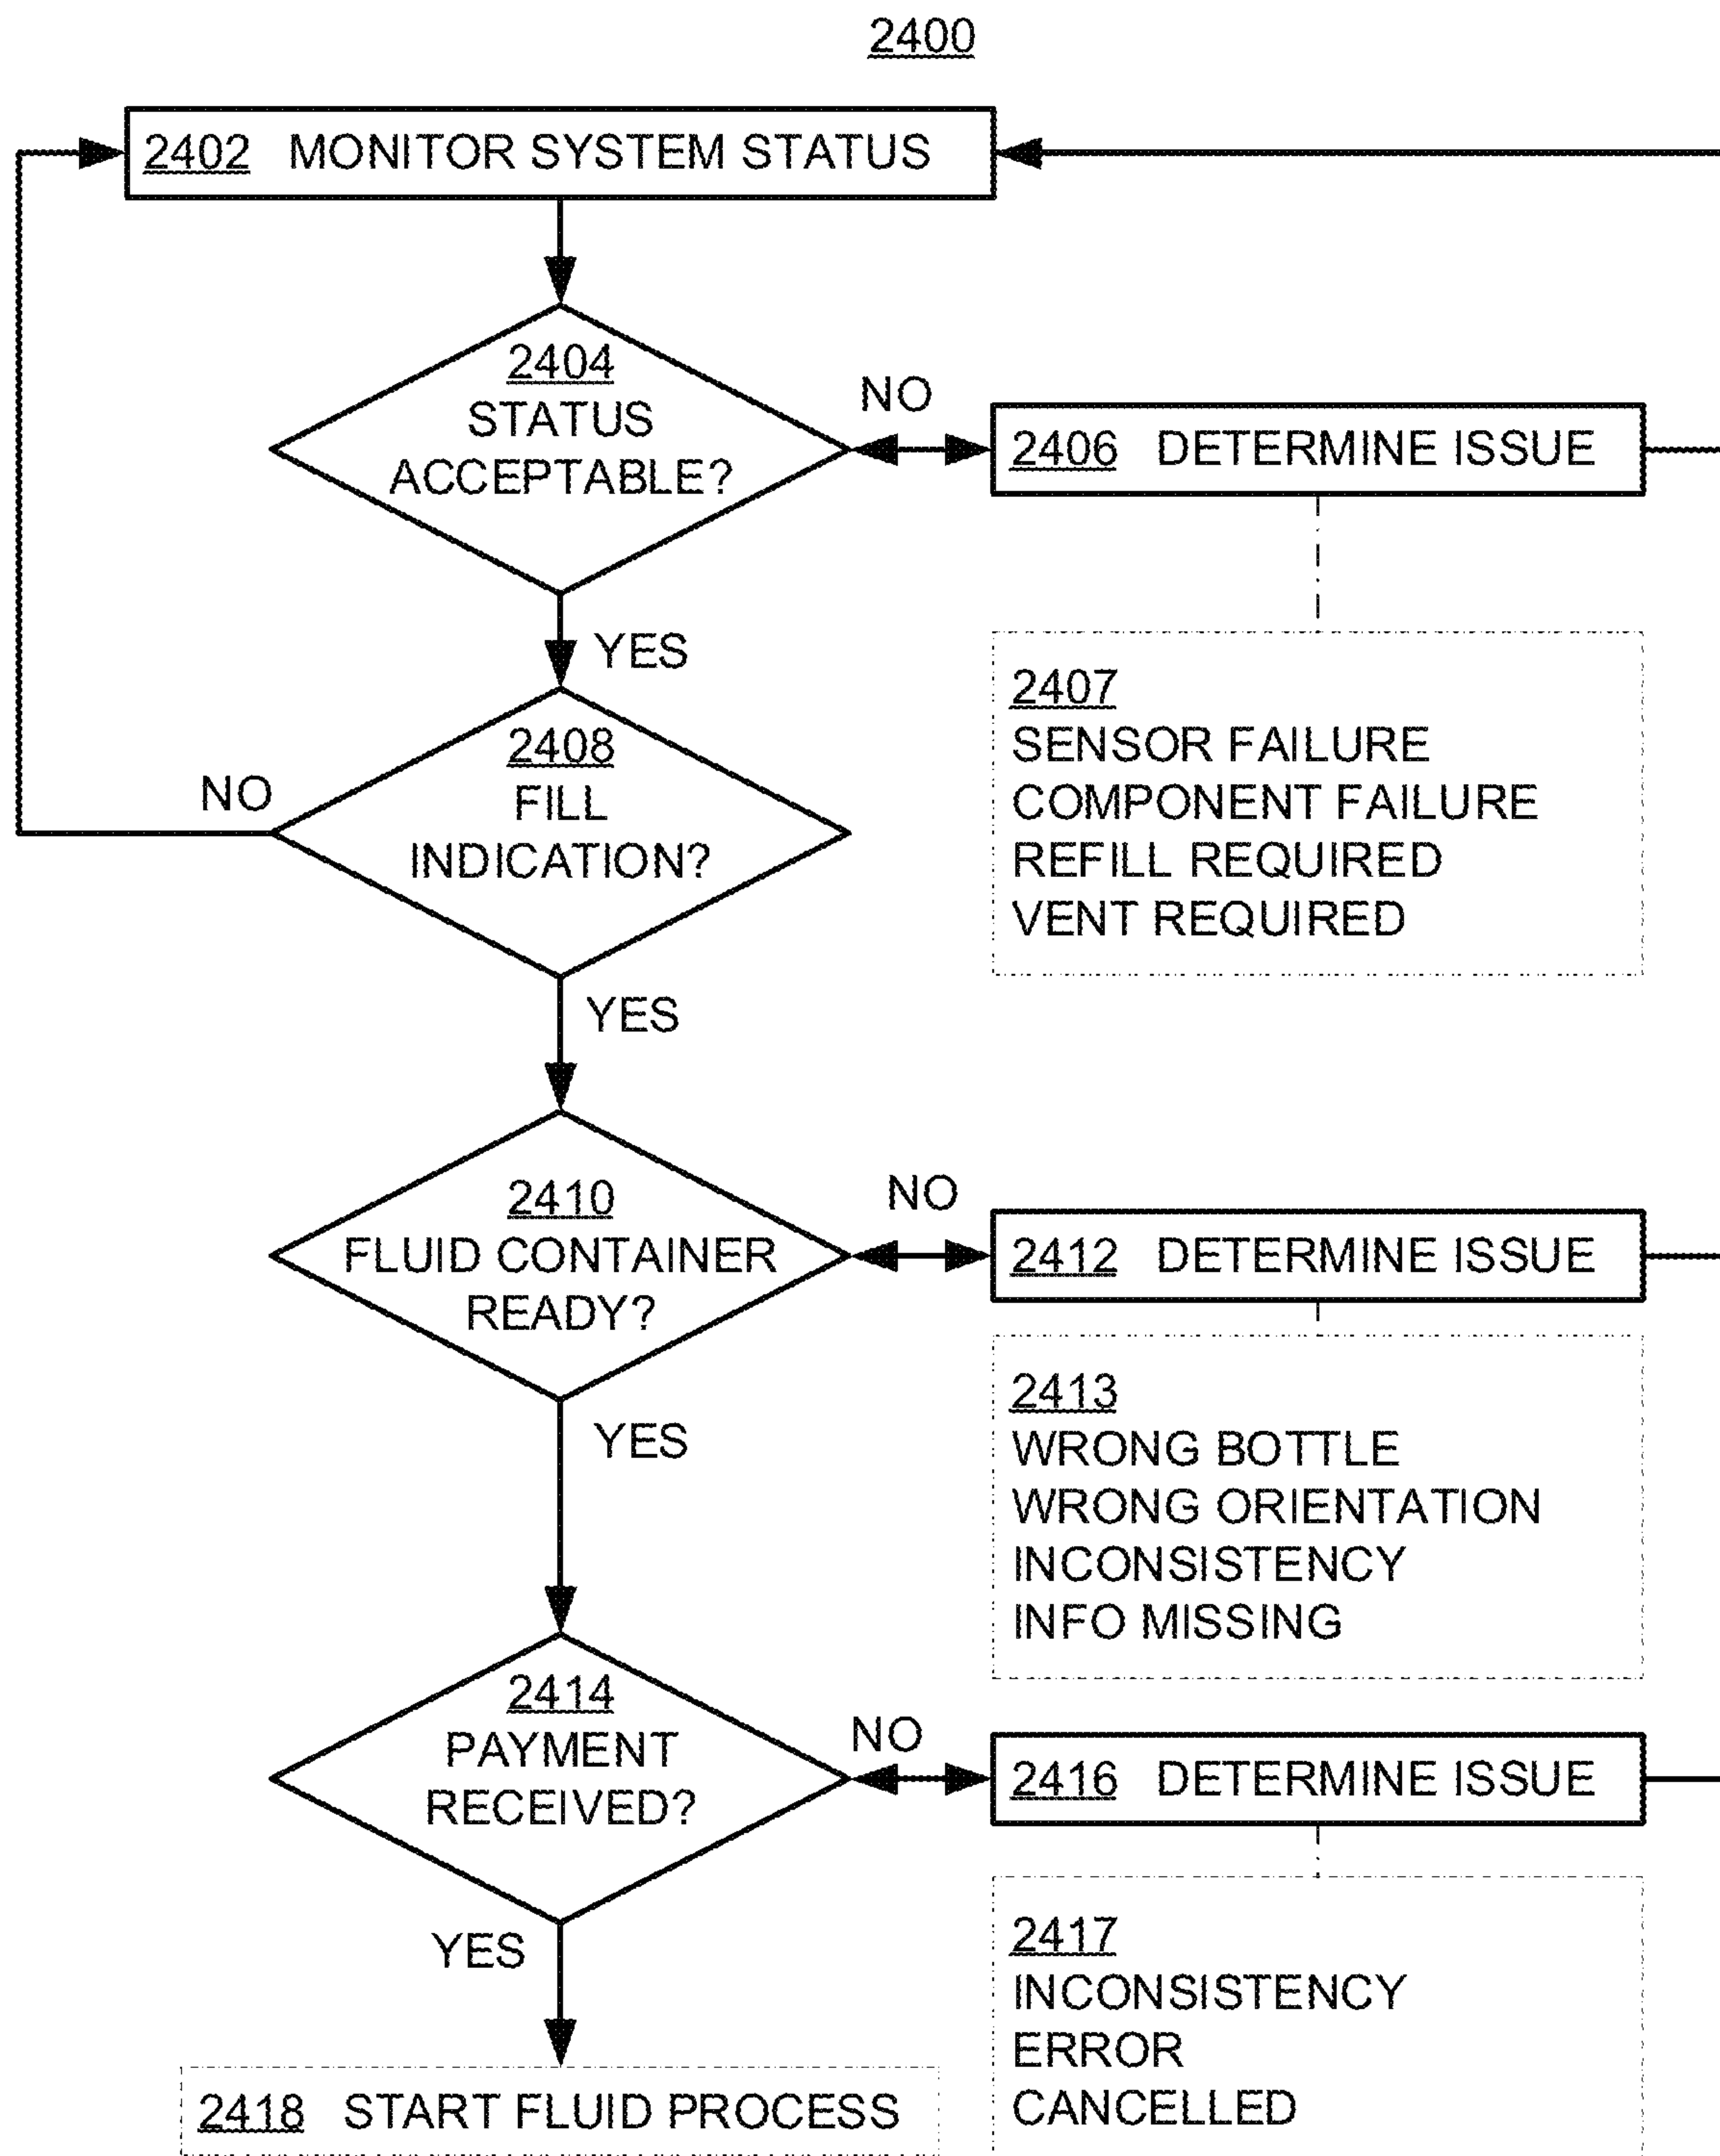 2400
2402 MONITOR SYSTEM STATUS
2404
STATUS
ACCEPTABLE?
NO
2406 DETERMINE ISSUE
YES
2407
SENSOR FAILURE
COMPONENT FAILURE
REFILL REQUIRED
VENT REQUIRED
2408
FILL
INDICATION?
NO
YES
2410
FLUID CONTAINER
READY?
NO
2412 DETERMINE ISSUE
YES
2413
WRONG BOTTLE
WRONG ORIENTATION
INCONSISTENCY
INFO MISSING
2414
PAYMENT
RECEIVED?
NO
2416 DETERMINE ISSUE
YES
2417
INCONSISTENCY
ERROR
CANCELLED
2418 START FLUID PROCESS